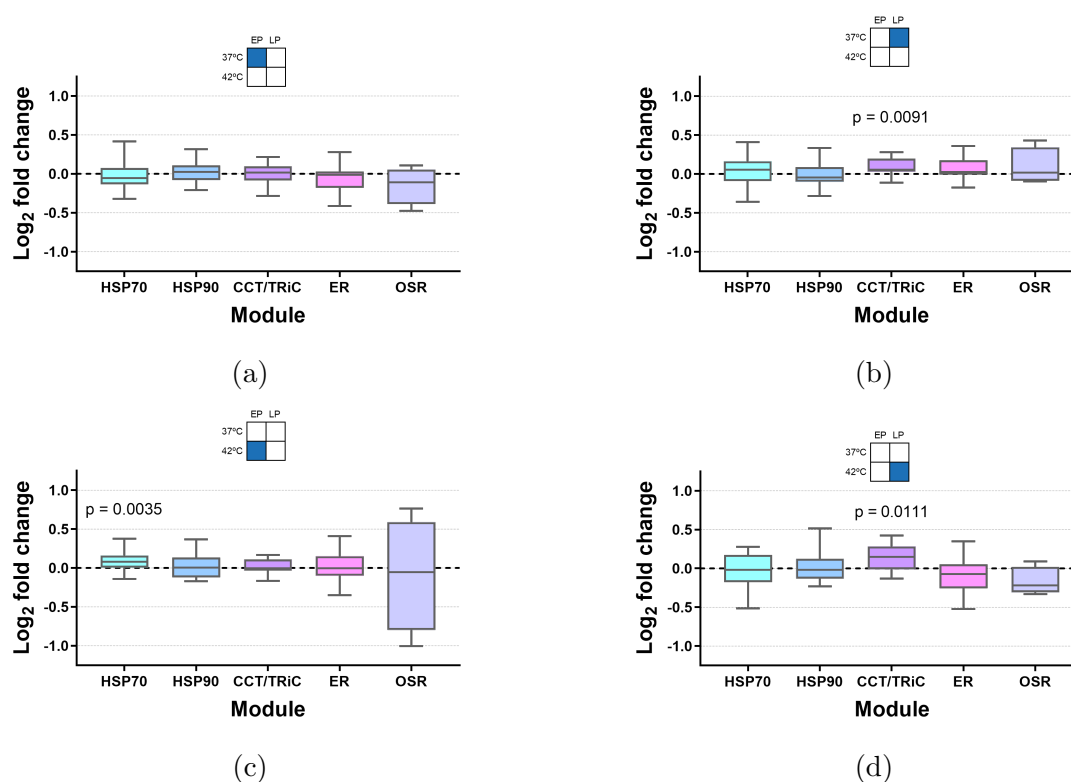 EP LP
37ºC
42ºC
Log2 fold change
1.0
0.5
0.0
-0.5
-1.0
HSP70 HSP90 CCT/TRiC ER OSR
Module
(a)
EP LP
37ºC
42ºC
Log2 fold change
1.0
0.5
0.0
-0.5
-1.0
p = 0.0091
HSP70 HSP90 CCT/TRiC ER OSR
Module
(b)
EP LP
37ºC
42ºC
Log2 fold change
1.0
0.5
0.0
-0.5
-1.0
p = 0.0035
HSP70 HSP90 CCT/TRiC ER OSR
Module
(c)
EP LP
37ºC
42ºC
Log2 fold change
1.0
0.5
0.0
-0.5
-1.0
p = 0.0111
HSP70 HSP90 CCT/TRiC ER OSR
Module
(d)